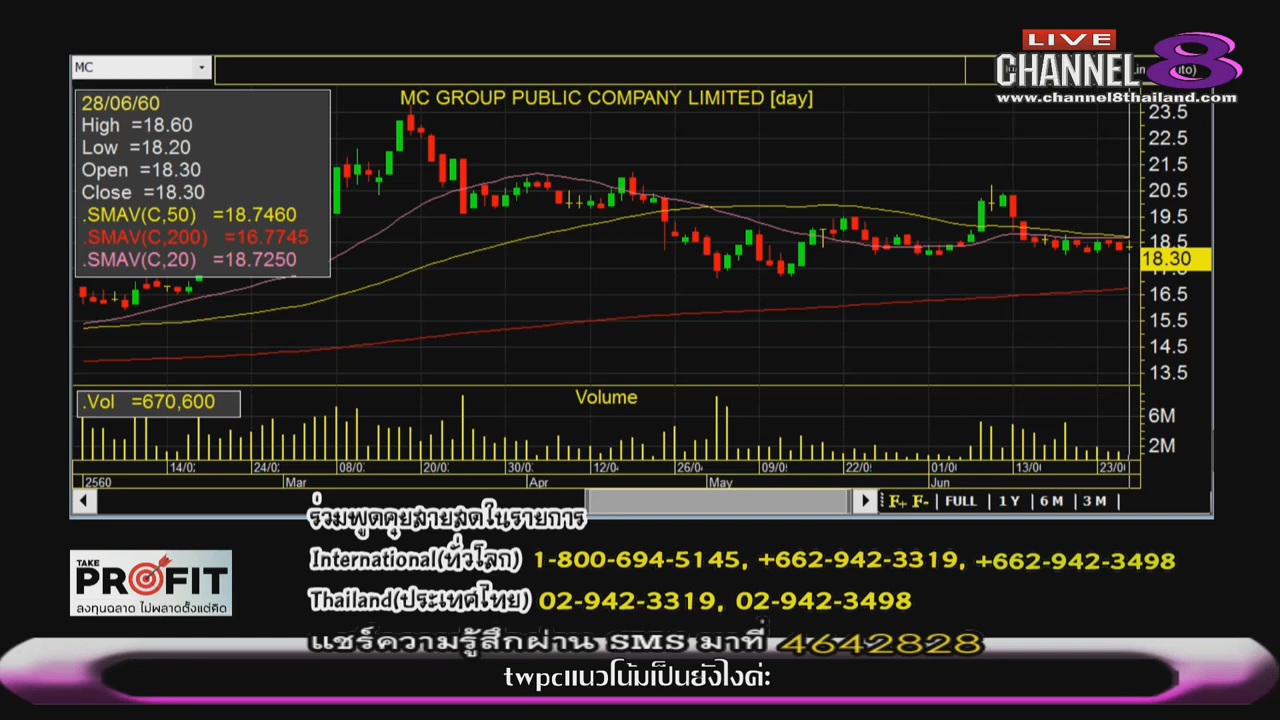 LIVE
CHANNEL 8
www.channel8thailand.com
MC
MC GROUP PUBLIC COMPANY LIMITED [day]
28/06/60
High =18.60
Low =18.20
Open =18.30
Close =18.30
.SMAV(C,50) =18.7460
.SMAV(C,200) =16.7745
.SMAV(C,20) =18.7250
23.5
22.5
21.5
20.5
19.5
18.5
18.30
16.5
15.5
14.5
13.5
.Vol =670,600
Volume
6M
2M
14/0 24/0 08/0 20/0 30/0 12/0 26/0 09/0 22/0 01/0 13/0 23/0
2560 Mar Apr May Jun
F+ F- | FULL | 1 Y | 6 M | 3 M |
ร่วมพูดคุยสายสดในรายการ
International(ทั่วโลก) 1-800-694-5145, +662-942-3319, +662-942-3498
TAKE PROFIT
ลงทุนฉลาด ไม่พลาดตั้งแต่คิด
Thailand(ประเทศไทย) 02-942-3319, 02-942-3498
แชร์ความรู้สึกผ่าน SMS มาที่ 4642828
twpcแนวโน้มเป็นยังไงค่ะ